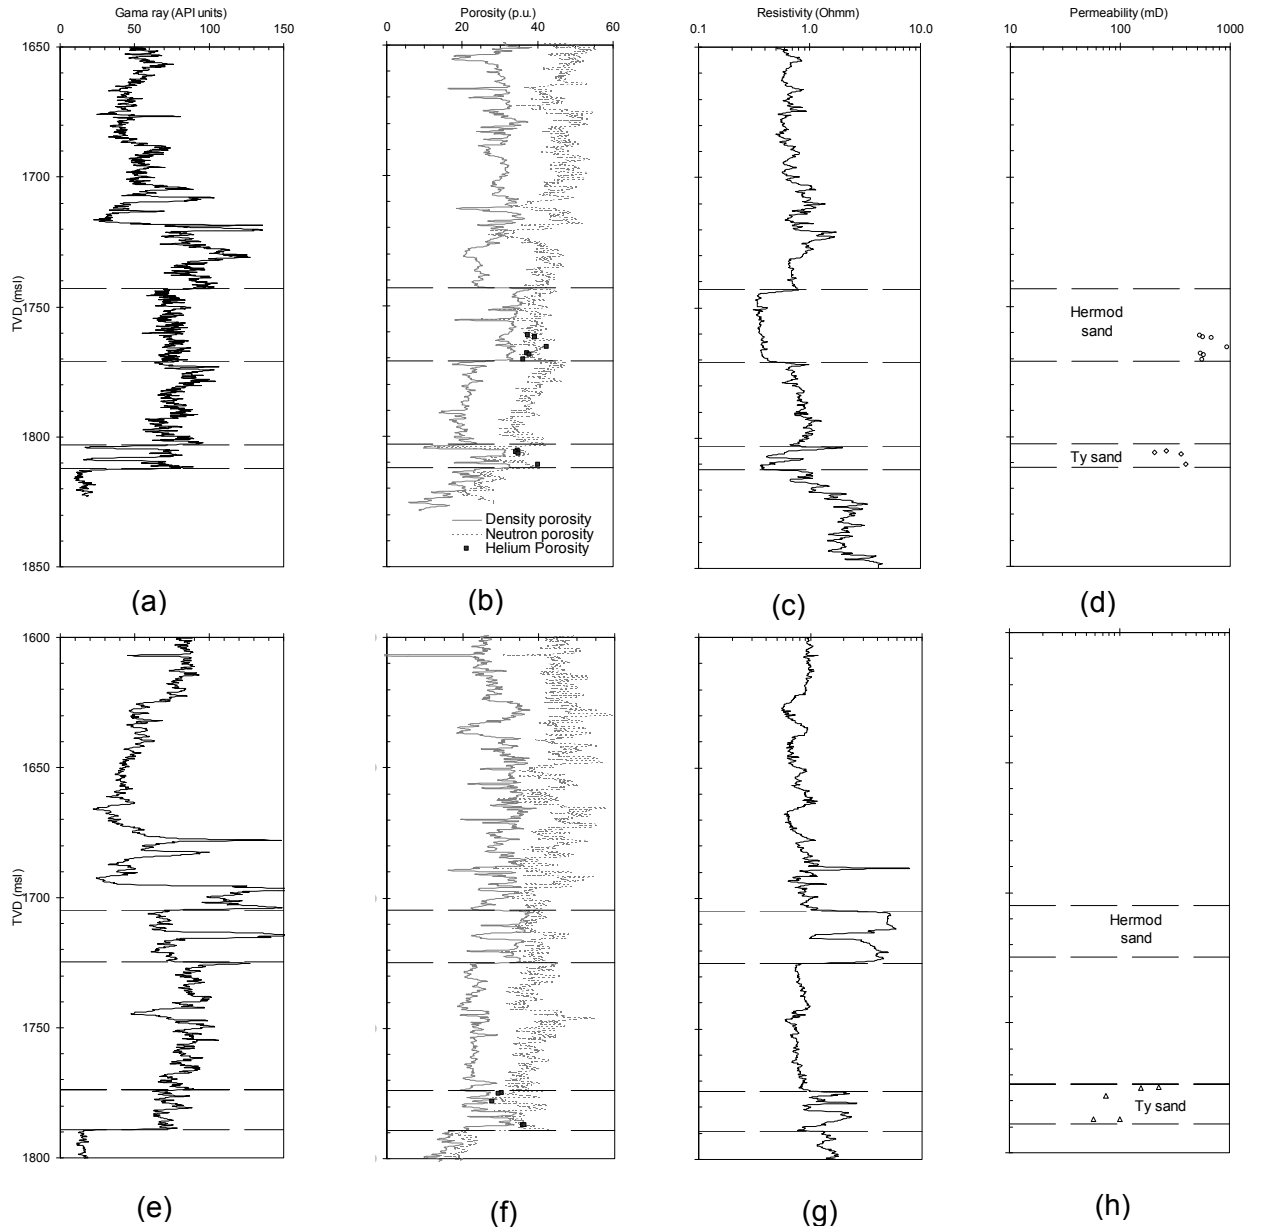 Gama ray (API units)
0 50 100 150
Porosity (p.u.)
0 20 40 60
Resistivity (Ohmm)
0.1 1.0 10.0
Permeability (mD)
10 100 1000
1650
1700
TVD (msl)
1750
1800
1850
Hermod
sand
Ty sand
Density porosity
Neutron porosity
Helium Porosity
(a)
(b)
(c)
(d)
1600
1650
TVD (msl)
1700
1750
1800
Hermod
sand
Ty sand
(e)
(f)
(g)
(h)